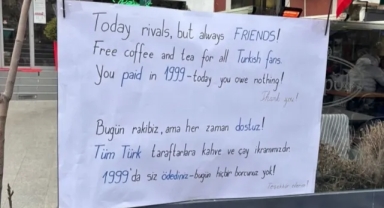 Today rivals, but always FRIENDS!
Free coffee and tea for all Turkish fans.
You paid in 1999-today you owe nothing!
Thank you!
Bugün rakibiz, ama her zaman dostuz!
Tüm Türk taraftarlara kahve ve çay ikramımızdır.
1999'da siz ödediniz-bugün hiçbir borcunuz yok!